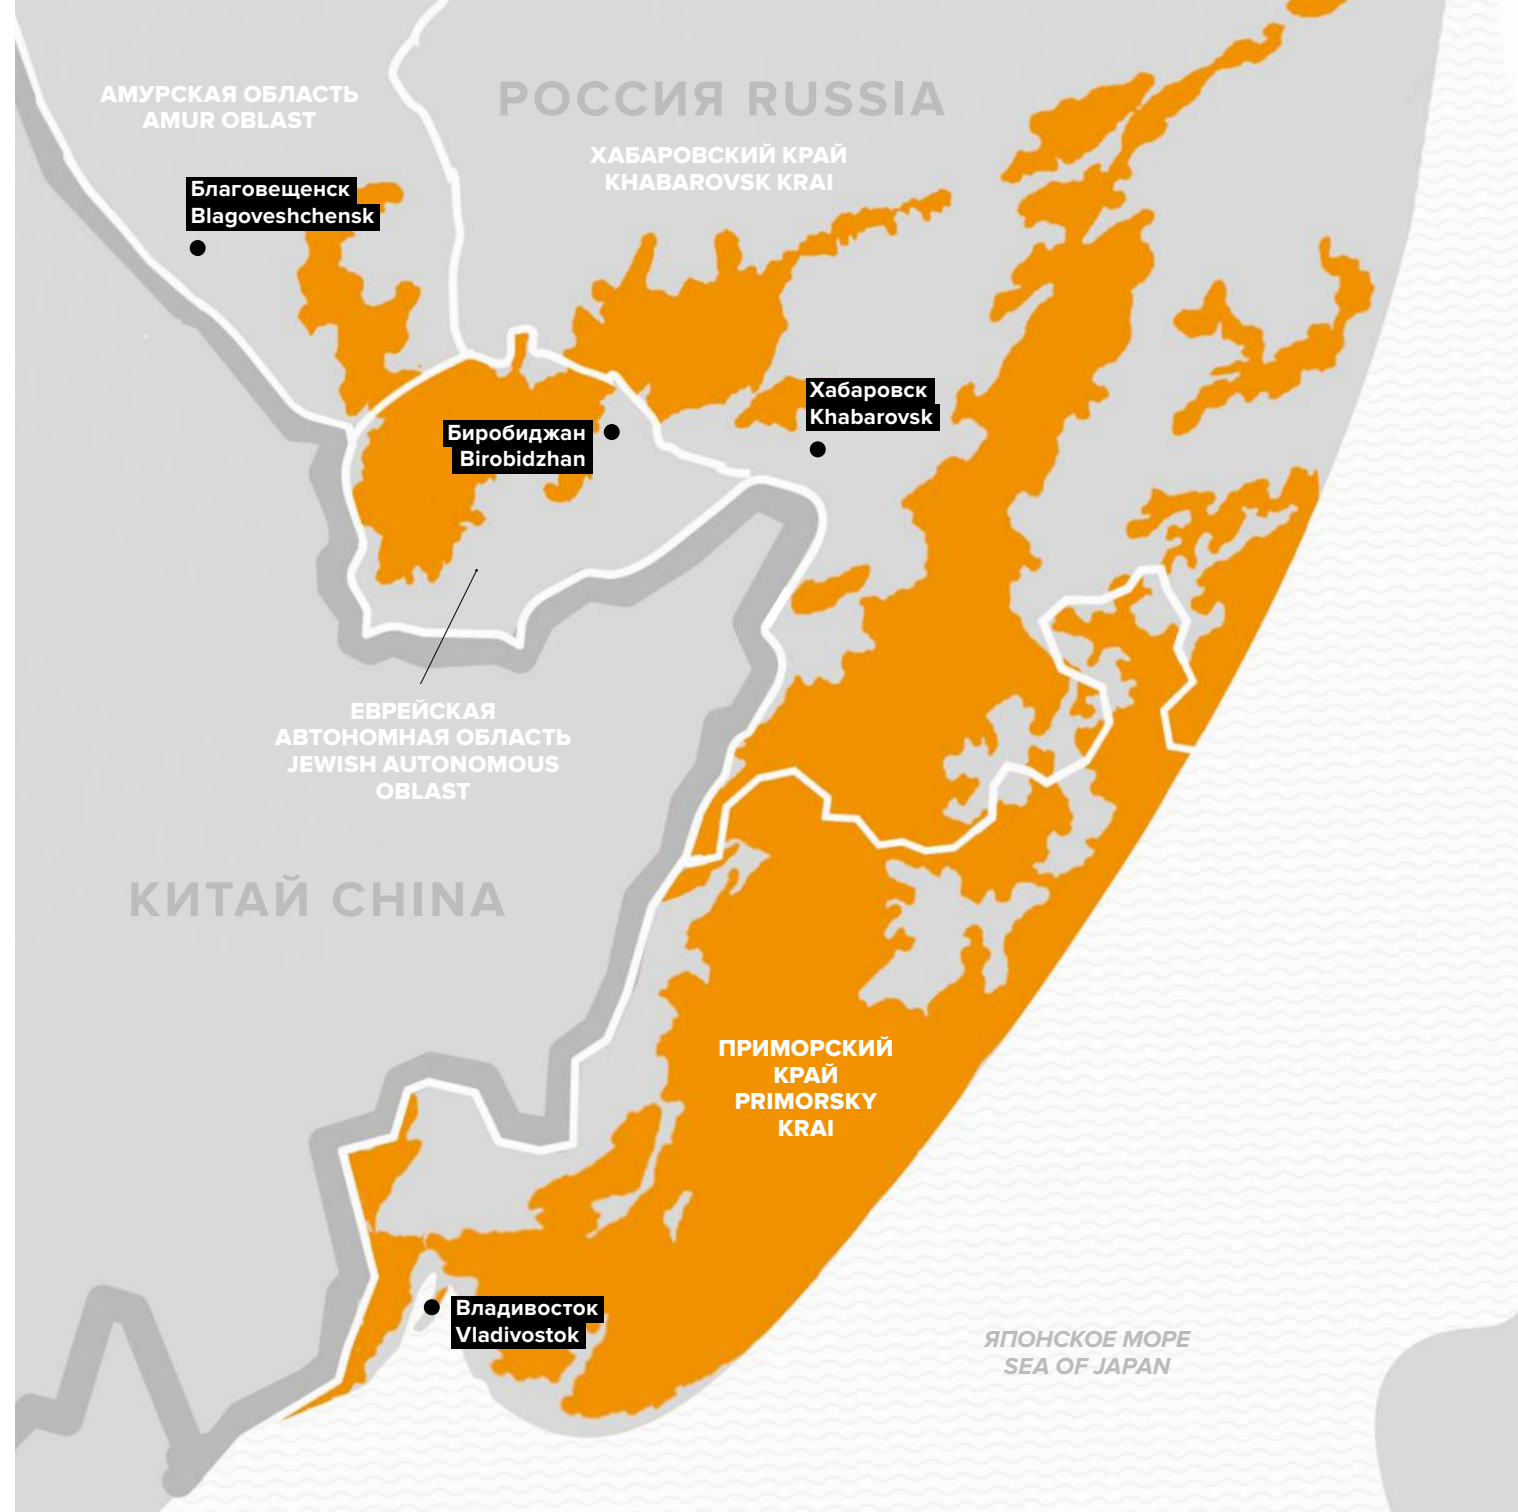 АМУРСКАЯ ОБЛАСТЬ
AMUR OBLAST
РОССИЯ RUSSIA
ХАБАРОВСКИЙ КРАЙ
KHABAROVSK KRAI
Благовещенск
Blagoveshchensk
Хабаровск
Khabarovsk
Биробиджан
Birobidzhan
ЕВРЕЙСКАЯ
АВТОНОМНАЯ ОБЛАСТЬ
JEWISH AUTONOMOUS
OBLAST
КИТАЙ CHINA
ПРИМОРСКИЙ
КРАЙ
PRIMORSKY
KRAI
Владивосток
Vladivostok
ЯПОНСКОЕ МОРЕ
SEA OF JAPAN